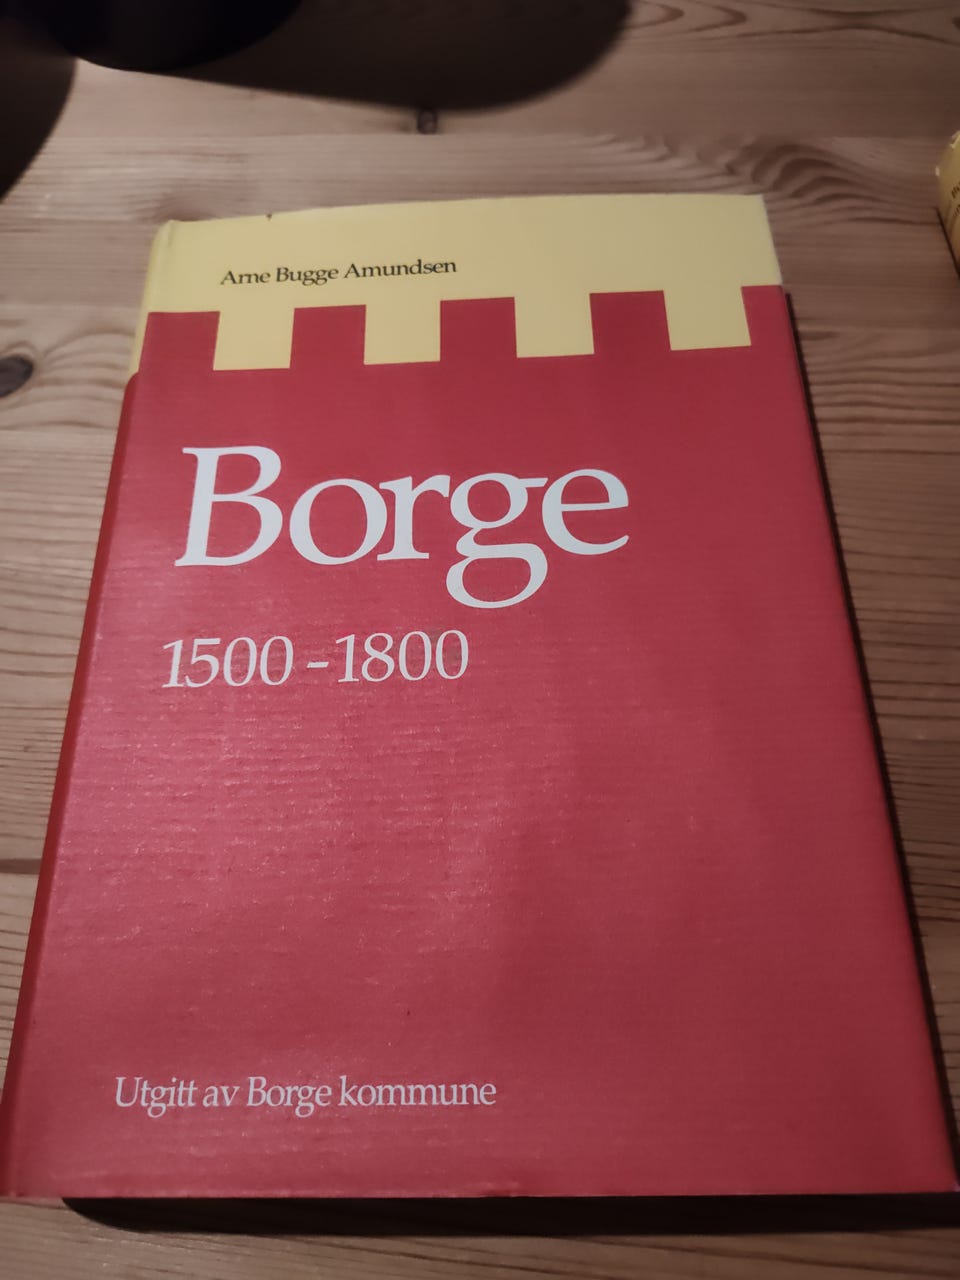 Arne Bugge Amundsen
Borge
1500 - 1800
Utgitt av Borge kommune